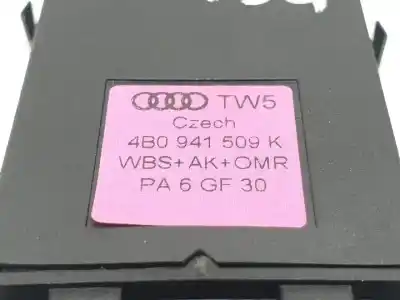 TW5
Czech
4B0 941 509 K
WBS+AK+OMR
PA 6 GF 30